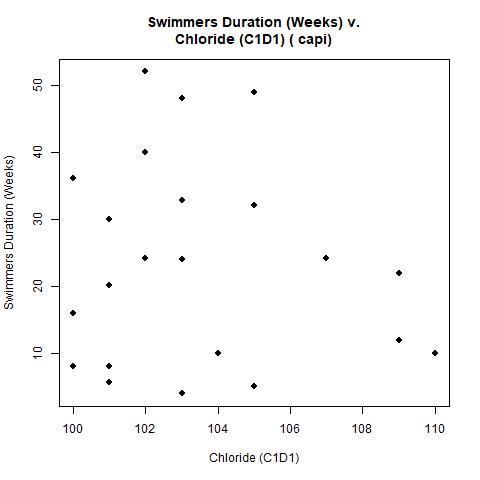 Swimmers Duration (Weeks) v.
Chloride (C1D1) ( capi)
Swimmers Duration (Weeks)
50
40
30
20
10
100 102 104 106 108 110
Chloride (C1D1)